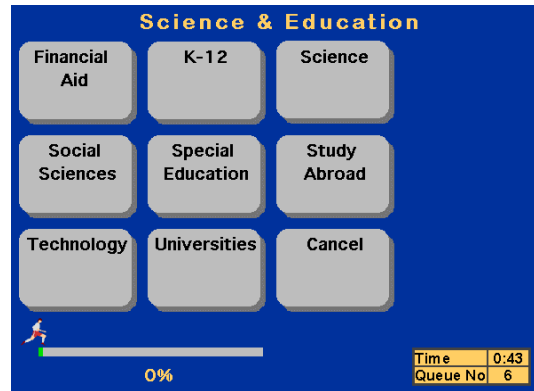 Science & Education
Financial
Aid
K-12
Science
Social
Sciences
Special
Education
Study
Abroad
Technology
Universities
Cancel
0%
Time 0:43
Queue No 6